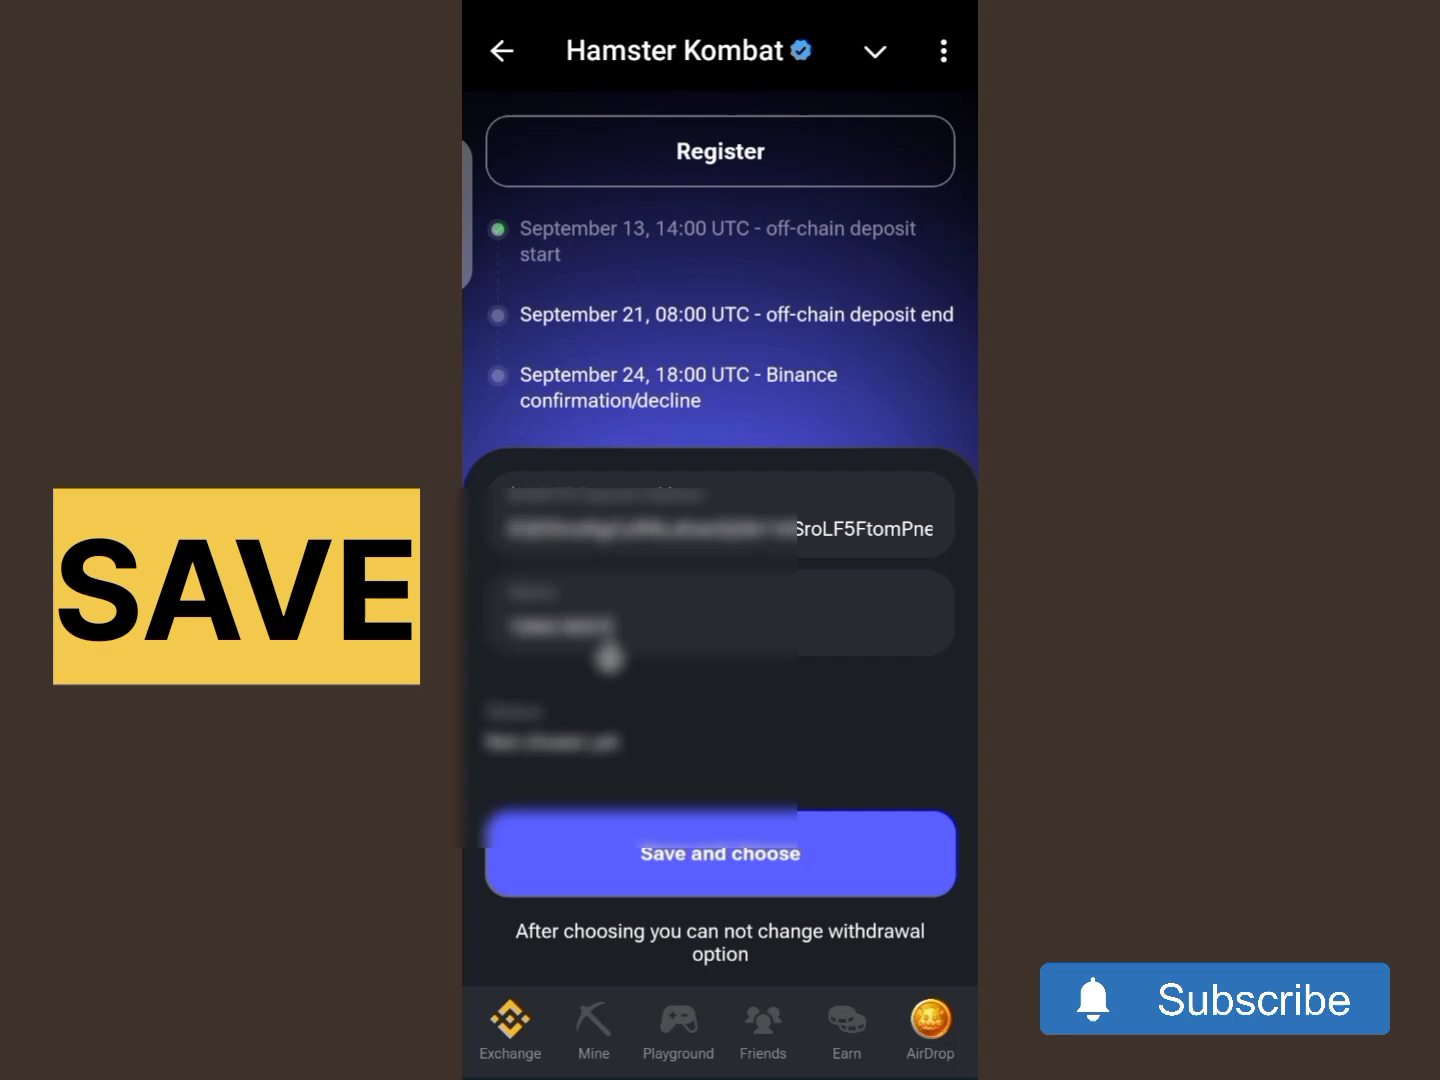 Hamster Kombat
Register
September 13, 14:00 UTC - off-chain deposit
start
September 21, 08:00 UTC - off-chain deposit end
September 24, 18:00 UTC - Binance
confirmation/decline
SroLF5FtomPne
SAVE
Save and choose
After choosing you can not change withdrawal
option
Subscribe
Exchange
Mine
Playground
Friends
Earn
AirDrop